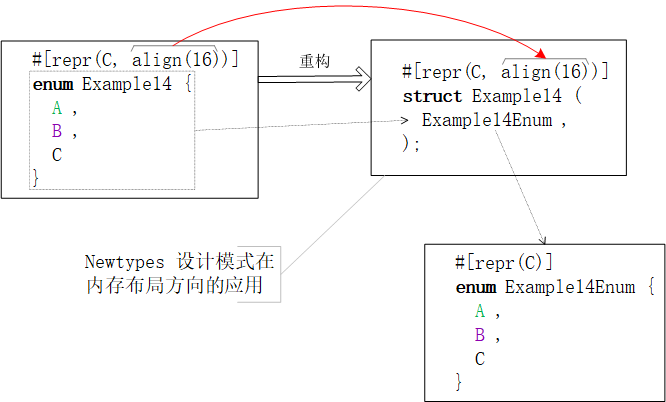 #[repr(C, align(16))]
enum Example14 {
A ,
B ,
C
}
重构
#[repr(C, align(16))]
struct Example14 (
Example14Enum ,
);
Newtypes 设计模式在
内存布局方向的应用
#[repr(C)]
enum Example14Enum {
A ,
B ,
C
}